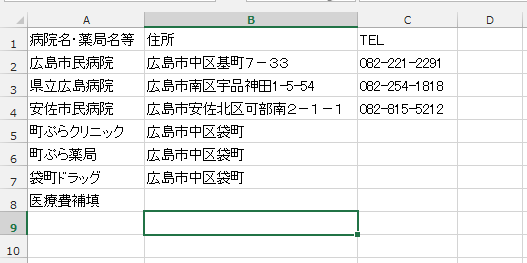 A B C D
1 病院名・薬局名等 住所 TEL
2 広島市民病院 広島市中区基町７－３３ 082-221-2291
3 県立広島病院 広島市南区宇品神田1-5-54 082-254-1818
4 安佐市民病院 広島市安佐北区可部南２－１－１ 082-815-5212
5 町ぶらクリニック 広島市中区袋町
6 町ぶら薬局 広島市中区袋町
7 袋町ドラッグ 広島市中区袋町
8 医療費補填
9
10